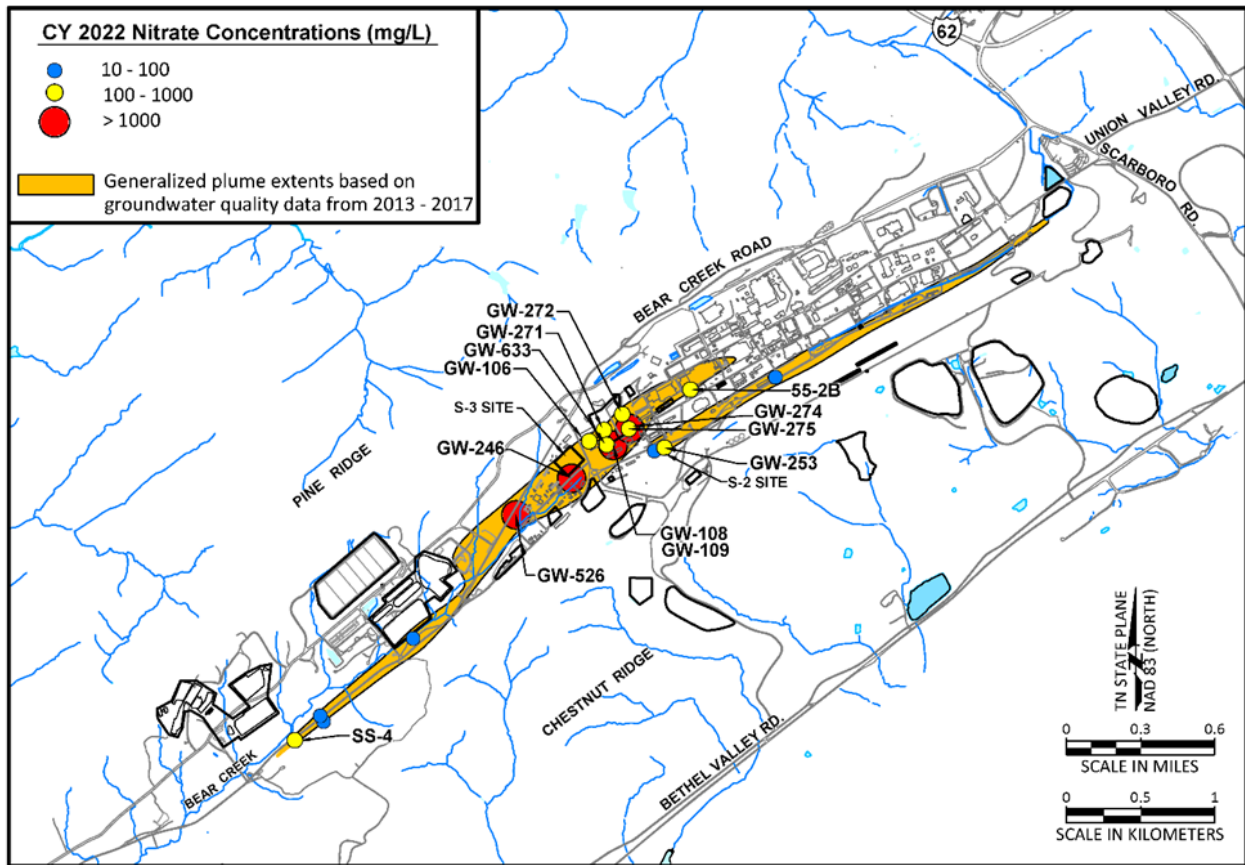 CY 2022 Nitrate Concentrations (mg/L)
10 - 100
100 - 1000
> 1000
Generalized plume extents based on
groundwater quality data from 2013 - 2017
62
UNION VALLEY RD.
SCARBORO
RD.
BEAR CREEK ROAD
GW-272
GW-271
GW-633
GW-106
S-3 SITE
GW-246
55-2B
GW-274
GW-275
GW-253
S-2 SITE
PINE RIDGE
GW-108
GW-109
GW-526
CHESTNUT RIDGE
SS-4
BEAR CREEK
BETHEL VALLEY RD.
TN STATE PLANE
NAD 83 (NORTH)
N
0 0.3 0.6
SCALE IN MILES
0 0.5 1
SCALE IN KILOMETERS